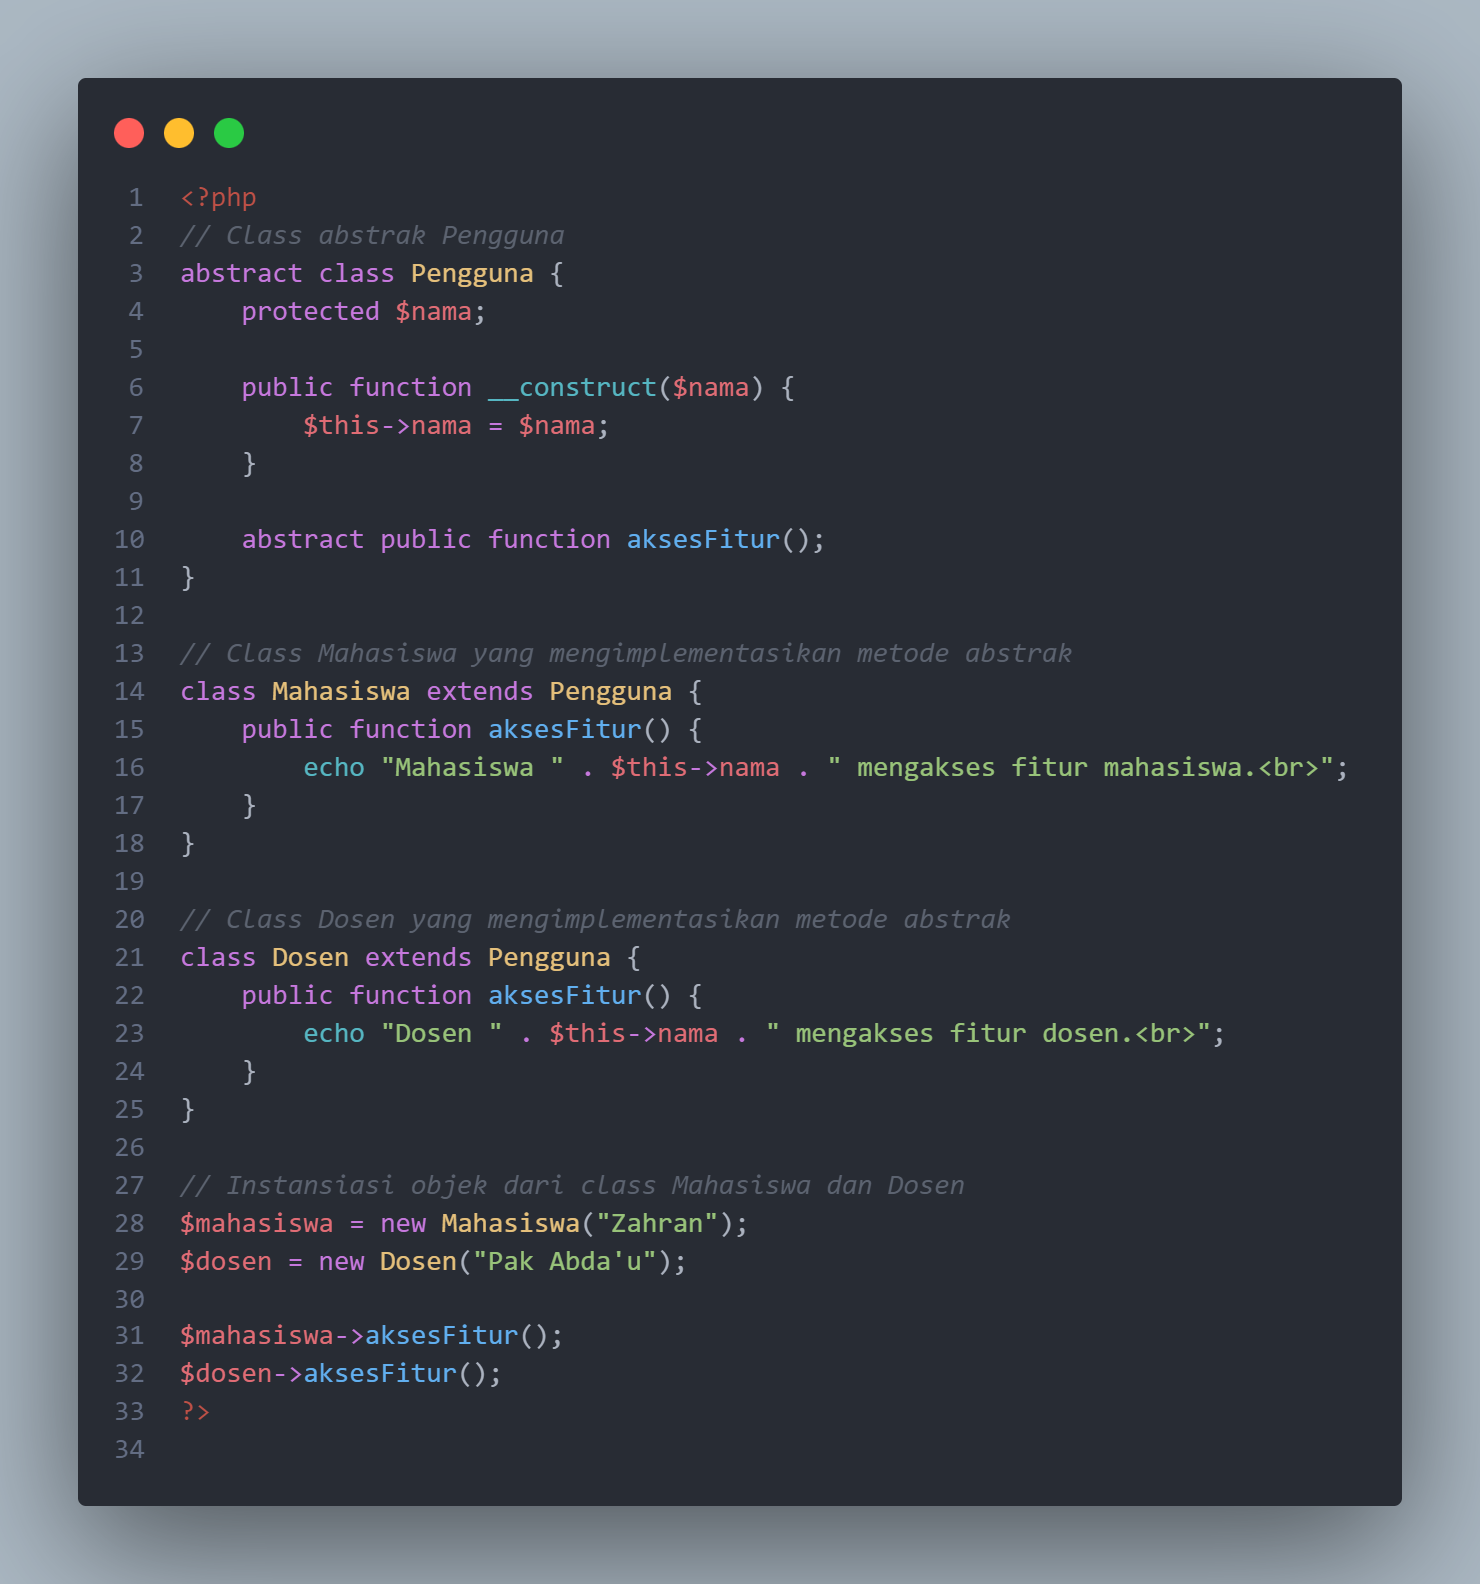 1 <?php
2 // Class abstrak Pengguna
3 abstract class Pengguna {
4     protected $nama;
5
6     public function __construct($nama) {
7         $this->nama = $nama;
8     }
9
10     abstract public function aksesFitur();
11 }
12
13 // Class Mahasiswa yang mengimplementasikan metode abstrak
14 class Mahasiswa extends Pengguna {
15     public function aksesFitur() {
16         echo "Mahasiswa " . $this->nama . " mengakses fitur mahasiswa.<br>";
17     }
18 }
19
20 // Class Dosen yang mengimplementasikan metode abstrak
21 class Dosen extends Pengguna {
22     public function aksesFitur() {
23         echo "Dosen " . $this->nama . " mengakses fitur dosen.<br>";
24     }
25 }
26
27 // Instansiasi objek dari class Mahasiswa dan Dosen
28 $mahasiswa = new Mahasiswa("Zahran");
29 $dosen = new Dosen("Pak Abda'u");
30
31 $mahasiswa->aksesFitur();
32 $dosen->aksesFitur();
33 ?>
34